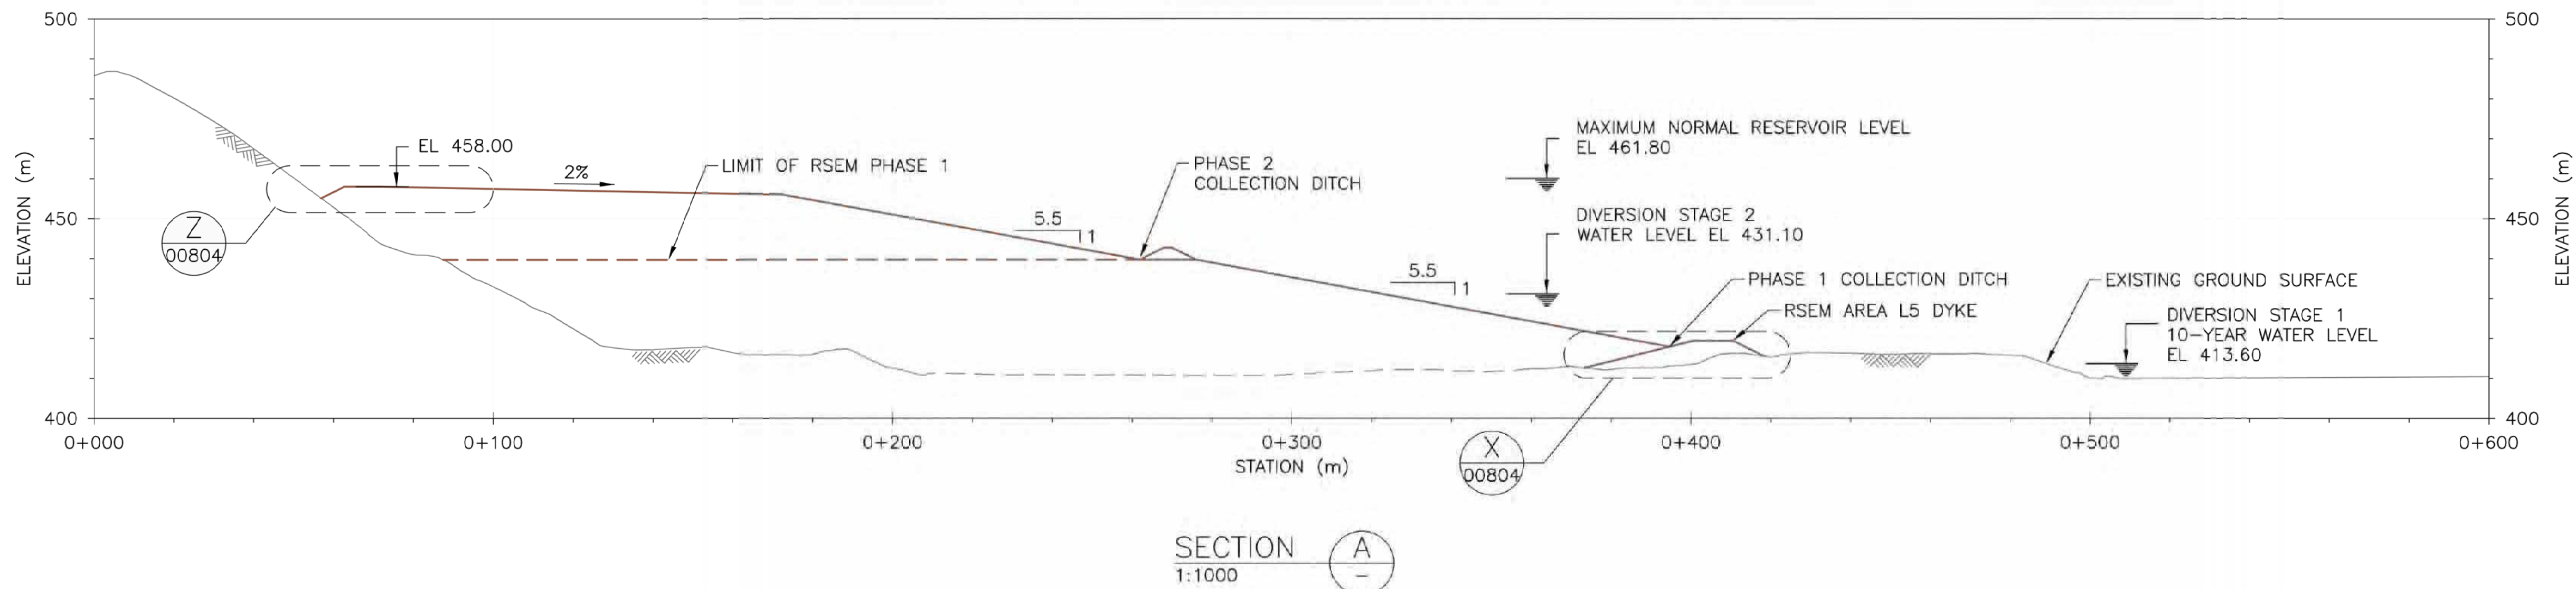 500
500
MAXIMUM NORMAL RESERVOIR LEVEL
EL 461.80
EL 458.00
LIMIT OF RSEM PHASE 1
PHASE 2
COLLECTION DITCH
2%
ELEVATION (m)
ELEVATION (m)
Z
00804
450
450
5.5
1
DIVERSION STAGE 2
WATER LEVEL EL 431.10
5.5
1
PHASE 1 COLLECTION DITCH
RSEM AREA L5 DYKE
EXISTING GROUND SURFACE
DIVERSION STAGE 1
10-YEAR WATER LEVEL
EL 413.60
400
400
0+000
0+100
0+200
0+300
0+400
0+500
0+600
STATION (m)
X
00804
SECTION
1:1000
A
–